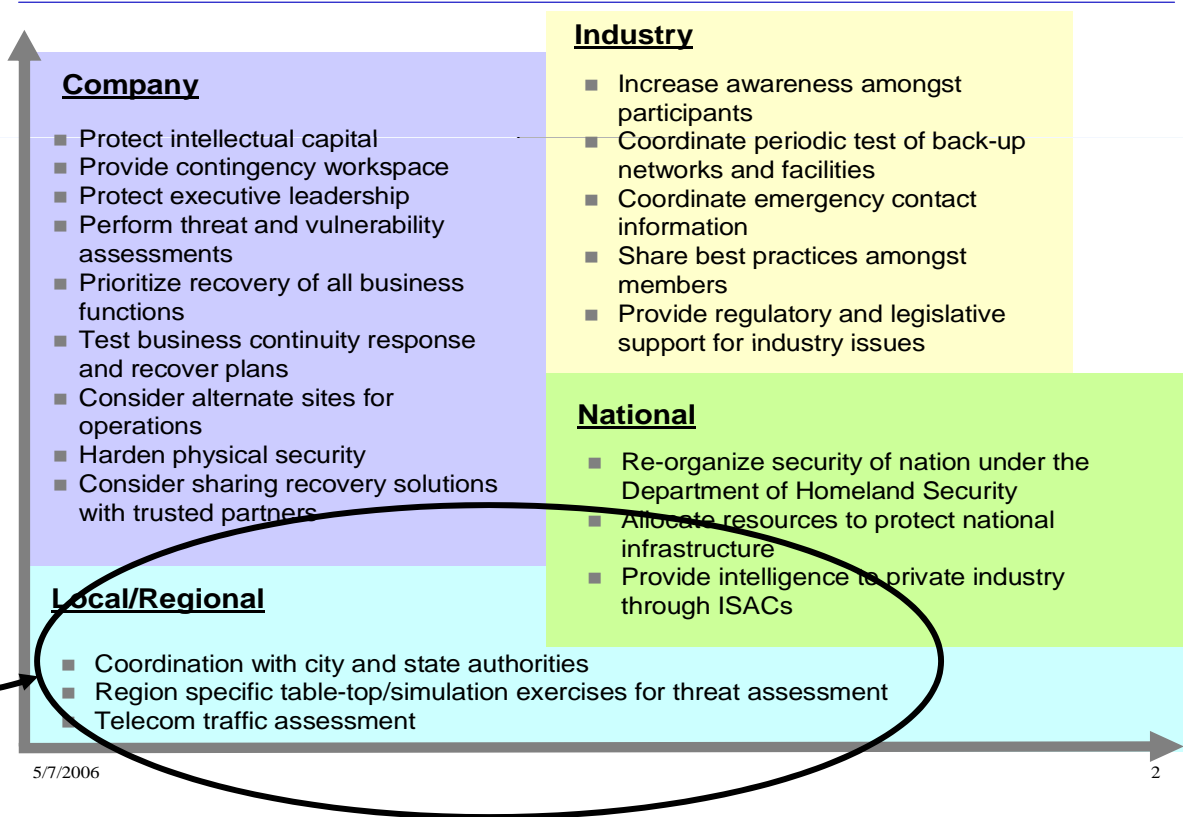 Company
Protect intellectual capital
Provide contingency workspace
Protect executive leadership
Perform threat and vulnerability
assessments
Prioritize recovery of all business
functions
Test business continuity response
and recover plans
Consider alternate sites for
operations
Harden physical security
Consider sharing recovery solutions
with trusted partners
Industry
Increase awareness amongst
participants
Coordinate periodic test of back-up
networks and facilities
Coordinate emergency contact
information
Share best practices amongst
members
Provide regulatory and legislative
support for industry issues
National
Re-organize security of nation under the
Department of Homeland Security
Allocate resources to protect national
infrastructure
Provide intelligence to private industry
through ISACs
Local/Regional
Coordination with city and state authorities
Region specific table-top/simulation exercises for threat assessment
Telecom traffic assessment
5/7/2006
2